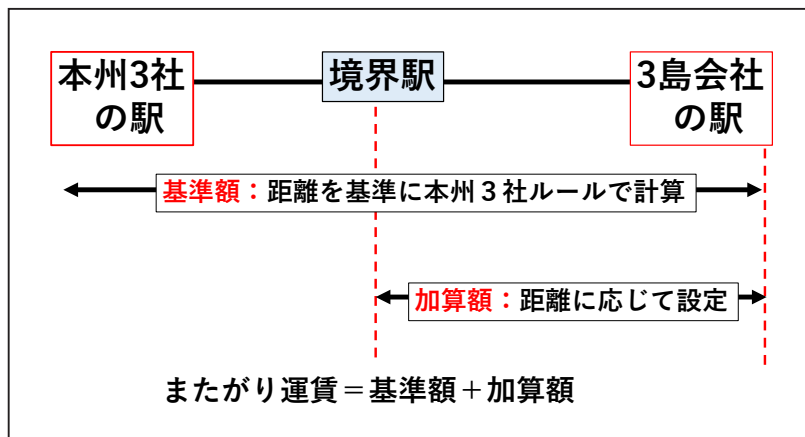 本州3社
の駅
境界駅
3島会社
の駅
基準額：距離を基準に本州３社ルールで計算
加算額：距離に応じて設定
またがり運賃＝基準額＋加算額